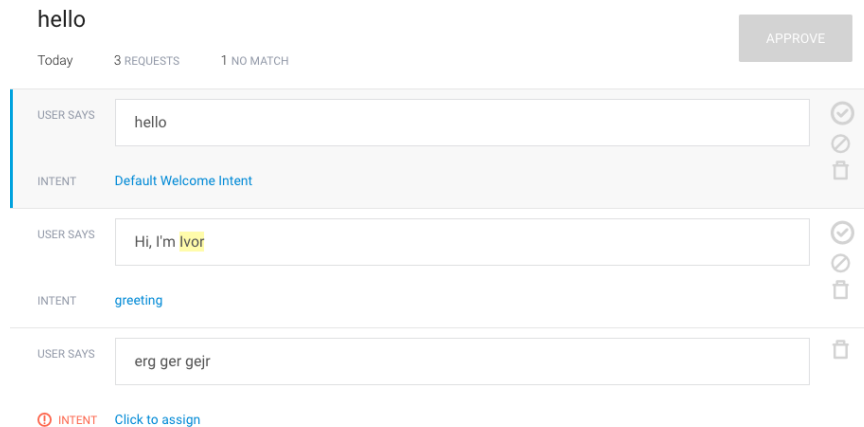 hello
APPROVE
Today 3 REQUESTS 1 NO MATCH
USER SAYS hello
INTENT Default Welcome Intent
USER SAYS Hi, I'm Ivor
INTENT greeting
USER SAYS erg ger gejr
INTENT Click to assign